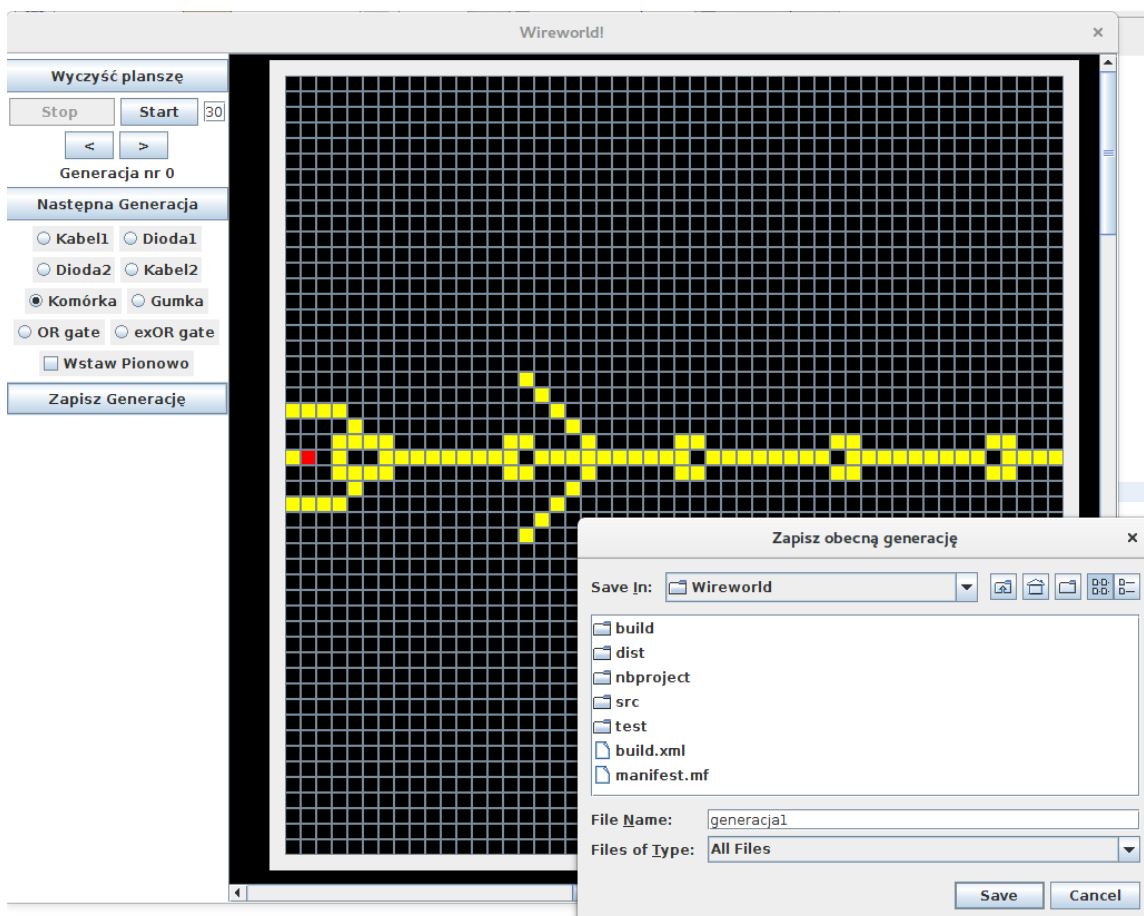 Wireworld!
Wyczyść planszę
Stop Start 30
< >
Generacja nr 0
Następna Generacja
Kabel1 Dioda1
Dioda2 Kabel2
Komórka Gumka
OR gate exOR gate
Wstaw Pionowo
Zapisz Generację
Zapisz obecną generację
Save In: Wireworld
build
dist
nbproject
src
test
build.xml
manifest.mf
File Name: generacja1
Files of Type: All Files
Save Cancel